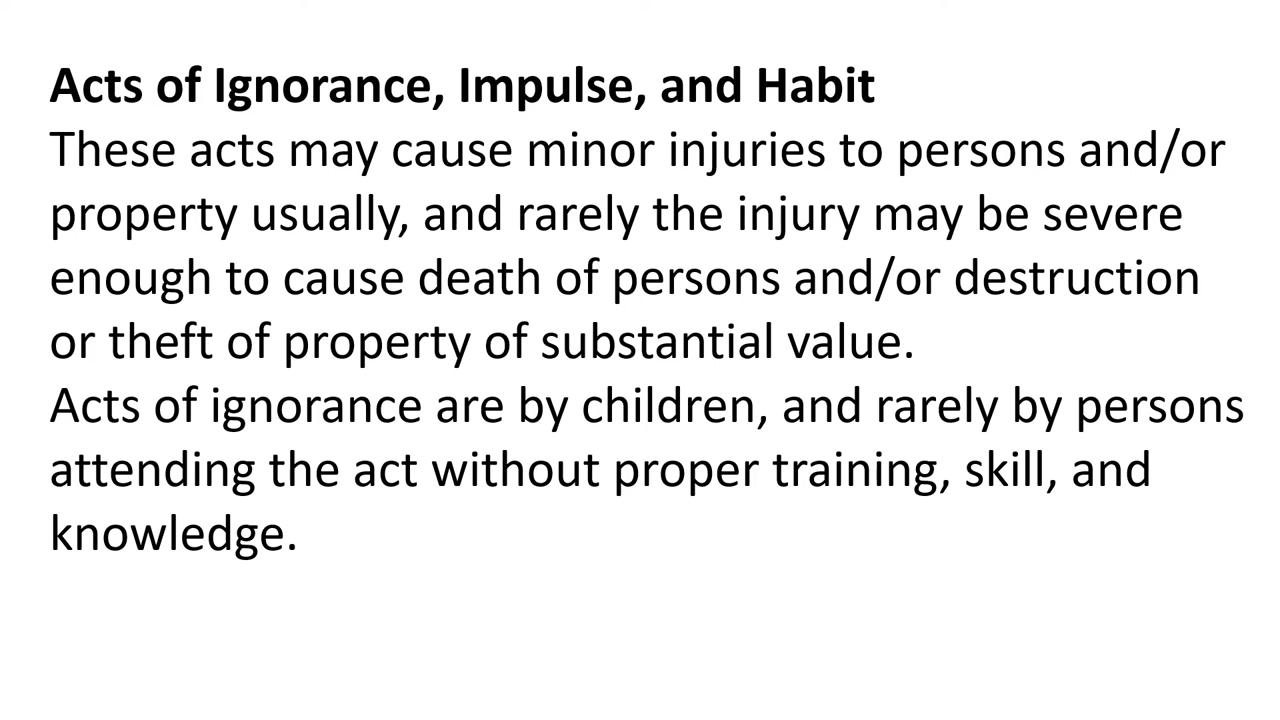 Acts of Ignorance, Impulse, and Habit
These acts may cause minor injuries to persons and/or
property usually, and rarely the injury may be severe
enough to cause death of persons and/or destruction
or theft of property of substantial value.
Acts of ignorance are by children, and rarely by persons
attending the act without proper training, skill, and
knowledge.